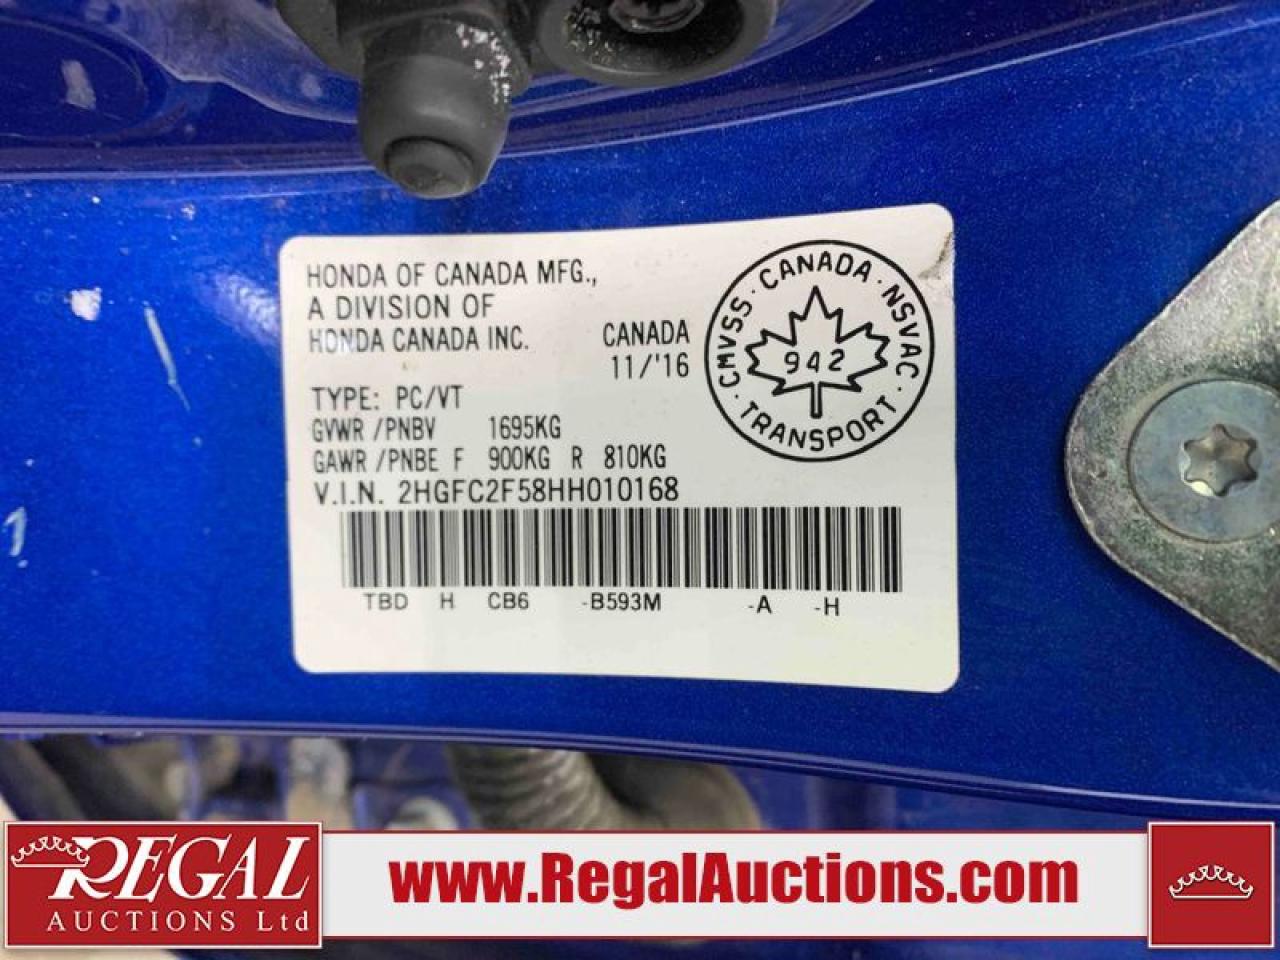 HONDA OF CANADA MFG.,
A DIVISION OF
HONDA CANADA INC.
CANADA
11/'16
CMVSS · CANADA · NSVAC · TRANSPORT ·
942
TYPE: PC/VT
GVWR /PNBV 1695KG
GAWR /PNBE F 900KG R 810KG
V.I.N. 2HGFC2F58HH010168
TBD H CB6 -B593M -A -H
1
REGAL
AUCTIONS Ltd
www.RegalAuctions.com